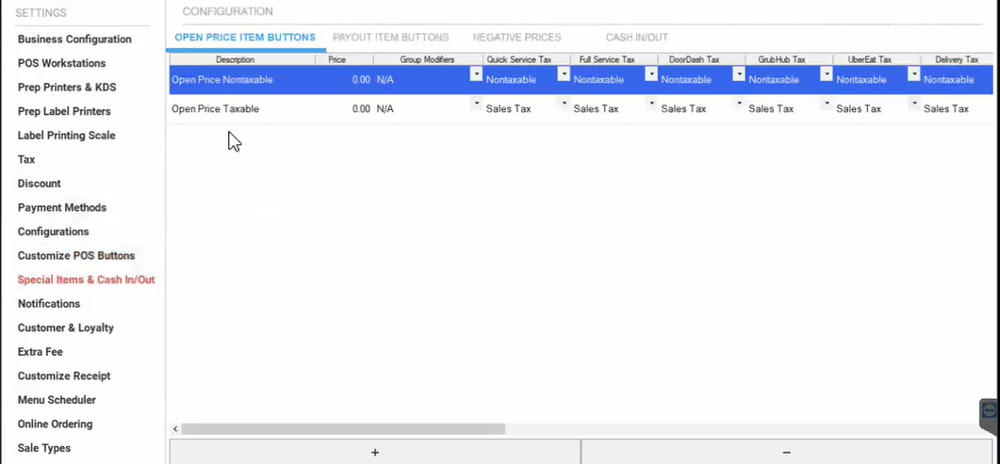 SETTINGS
Business Configuration
POS Workstations
Prep Printers & KDS
Prep Label Printers
Label Printing Scale
Tax
Discount
Payment Methods
Configurations
Customize POS Buttons
Special Items & Cash In/Out
Notifications
Customer & Loyalty
Extra Fee
Customize Receipt
Menu Scheduler
Online Ordering
Sale Types
CONFIGURATION
OPEN PRICE ITEM BUTTONS PAYOUT ITEM BUTTONS NEGATIVE PRICES CASH IN/OUT
Description Price Group Modifiers Quick Service Tax Full Service Tax DoorDash Tax GrubHub Tax UberEat Tax Delivery Tax
Open Price Nontaxable 0.00 N/A Nontaxable Nontaxable Nontaxable Nontaxable Nontaxable Nontaxable
Open Price Taxable 0.00 N/A Sales Tax Sales Tax Sales Tax Sales Tax Sales Tax Sales Tax
+ −